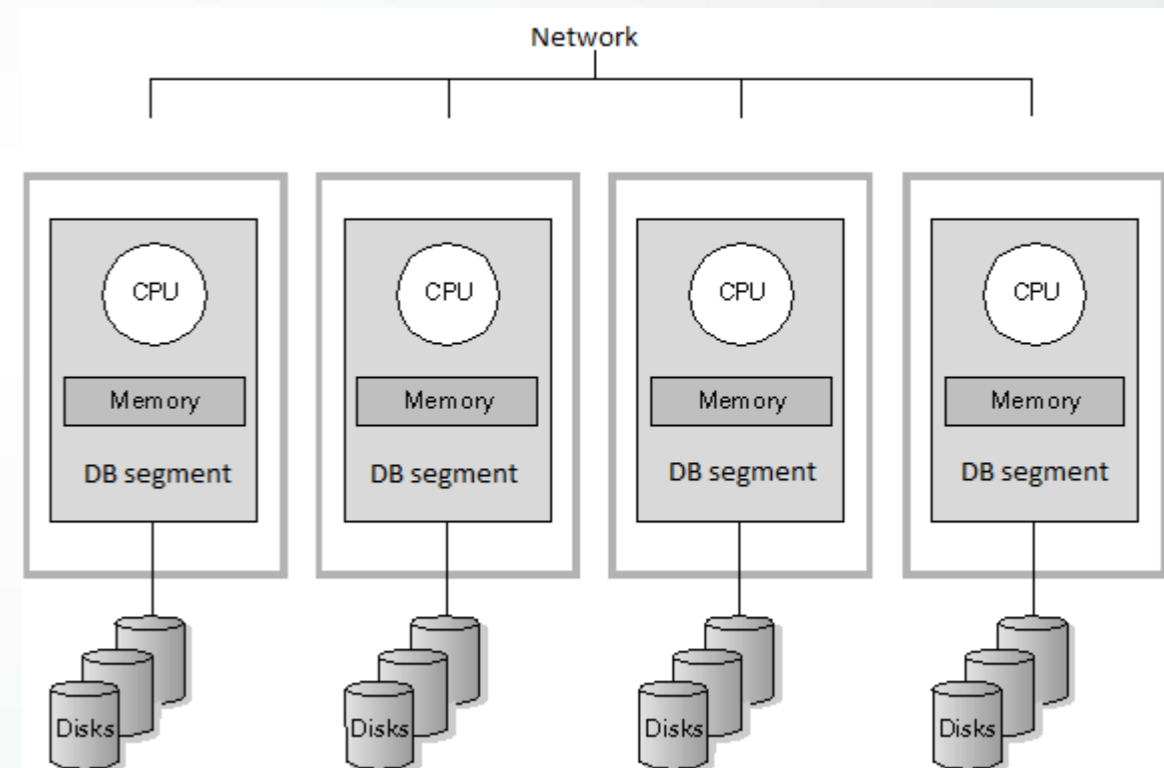 Network
CPU
CPU
CPU
CPU
Memory
Memory
Memory
Memory
DB segment
DB segment
DB segment
DB segment
Disks
Disks
Disks
Disks